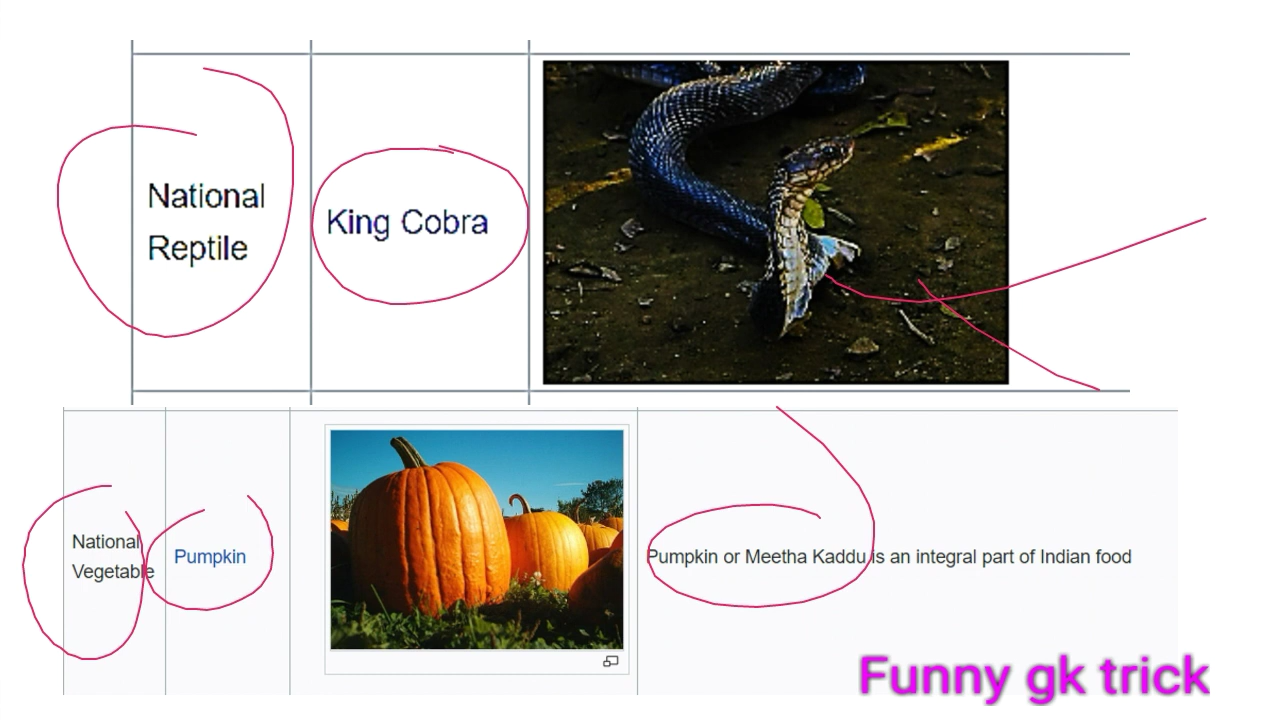 National
Reptile
King Cobra
National
Vegetable
Pumpkin
Pumpkin or Meetha Kaddu is an integral part of Indian food
Funny gk trick